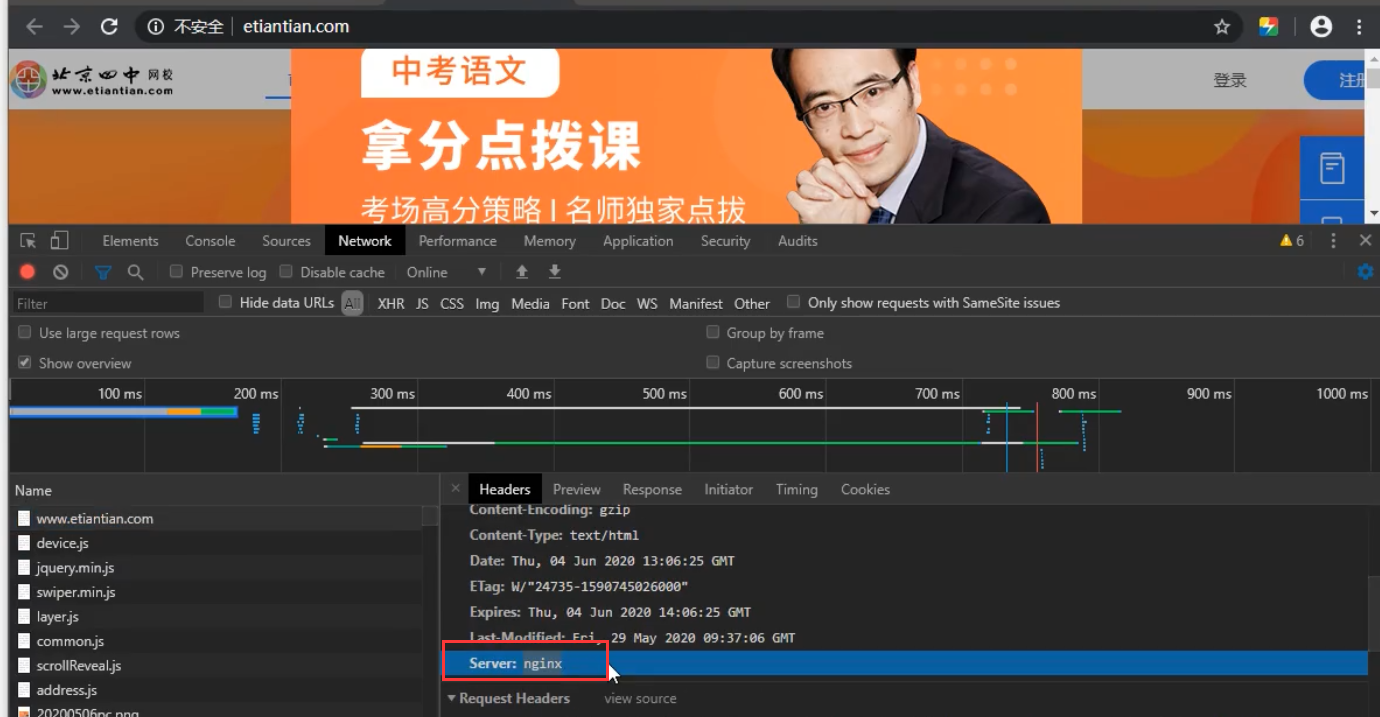 不安全 etiantian.com
北京四中 网校
www.etiantian.com
登录
注册
中考语文
拿分点拨课
考场高分策略 | 名师独家点拨
Elements Console Sources Network Performance Memory Application Security Audits 6
Preserve log Disable cache Online
Filter Hide data URLs All XHR JS CSS Img Media Font Doc WS Manifest Other Only show requests with SameSite issues
Use large request rows Group by frame
Show overview Capture screenshots
100 ms 200 ms 300 ms 400 ms 500 ms 600 ms 700 ms 800 ms 900 ms 1000 ms
Name
www.etiantian.com
device.js
jquery.min.js
swiper.min.js
layer.js
common.js
scrollReveal.js
address.js
20200506pc.png
Headers Preview Response Initiator Timing Cookies
Content-Encoding: gzip
Content-Type: text/html
Date: Thu, 04 Jun 2020 13:06:25 GMT
ETag: W/"24735-1590745026000"
Expires: Thu, 04 Jun 2020 14:06:25 GMT
Last-Modified: Fri, 29 May 2020 09:37:06 GMT
Server: nginx
Request Headers view source